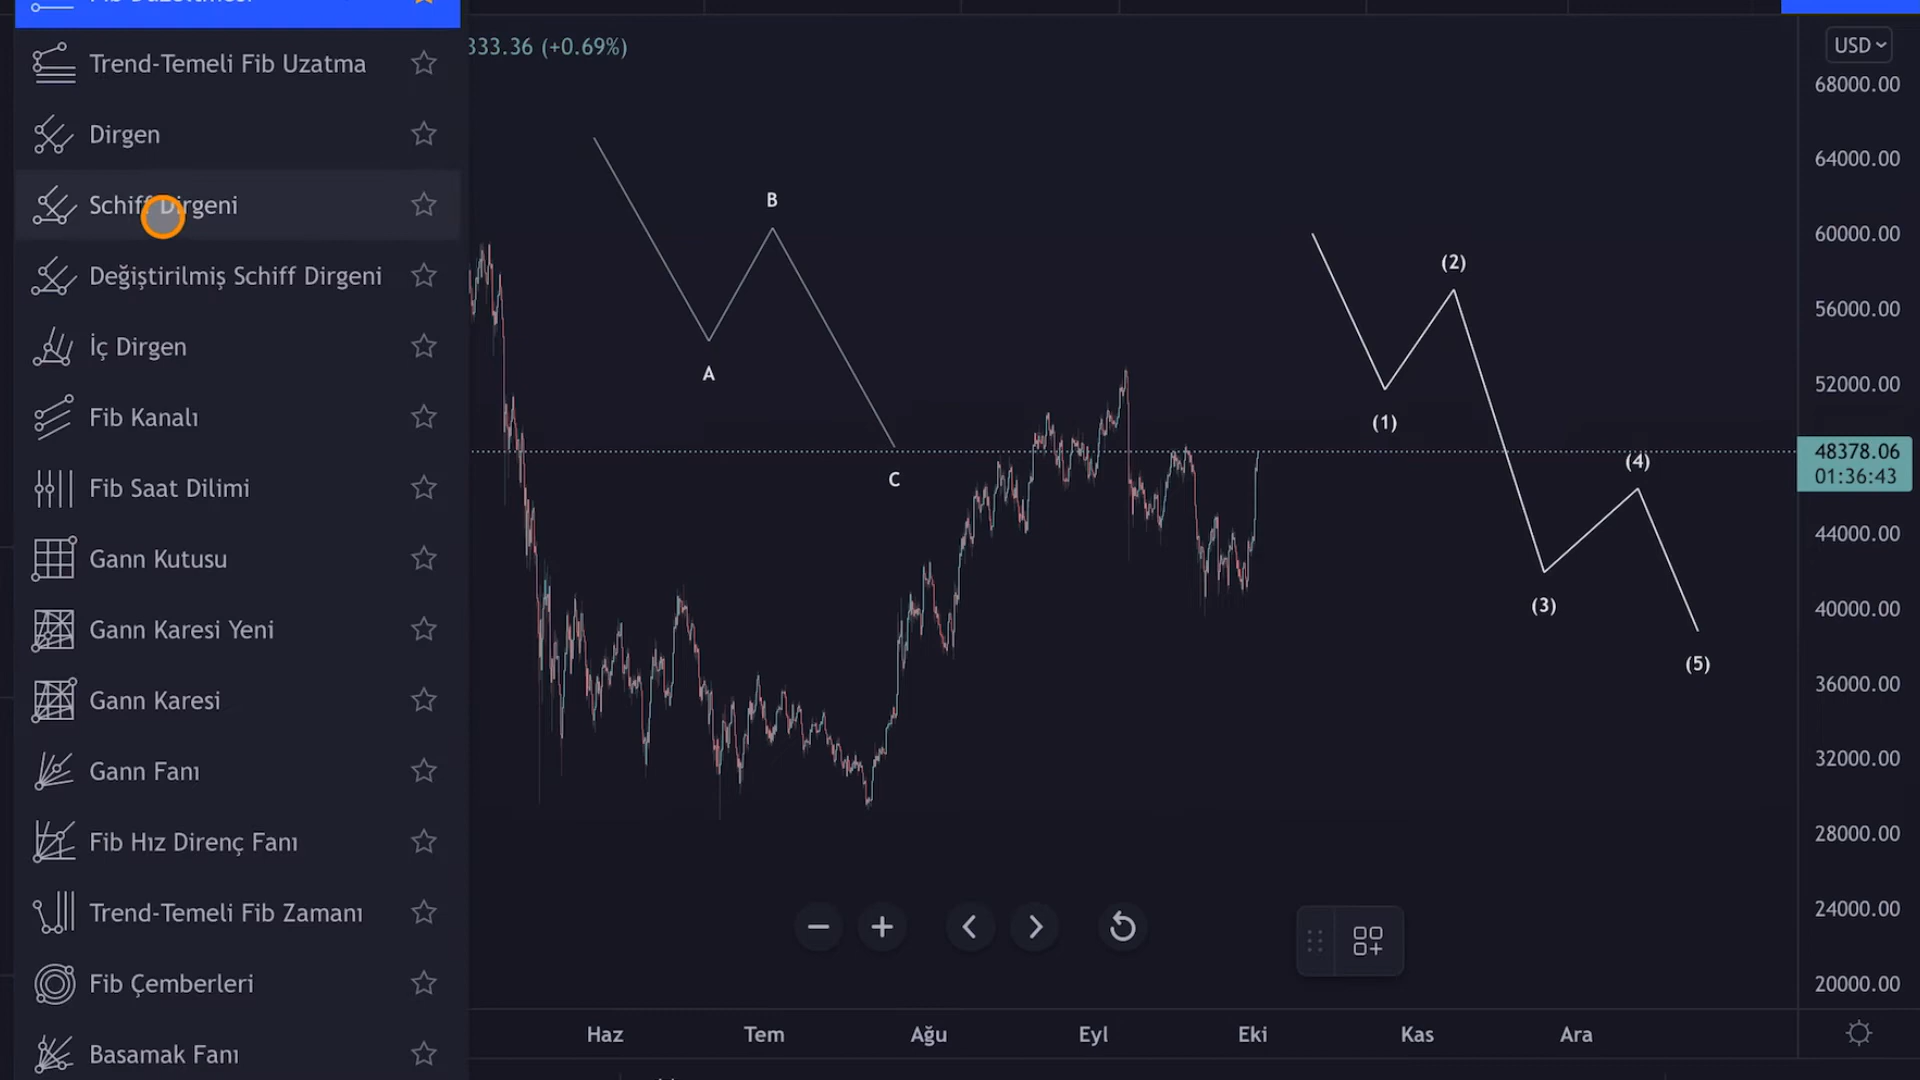 Trend-Temeli Fib Uzatma
Dirgen
Schiff Dirgeni
Değiştirilmiş Schiff Dirgeni
İç Dirgen
Fib Kanalı
Fib Saat Dilimi
Gann Kutusu
Gann Karesi Yeni
Gann Karesi
Gann Fanı
Fib Hız Direnç Fanı
Trend-Temeli Fib Zamanı
Fib Çemberleri
Basamak Fanı
333.36 (+0.69%)
B
A
C
(2)
(1)
(4)
(3)
(5)
USD
68000.00
64000.00
60000.00
56000.00
52000.00
48378.06
01:36:43
44000.00
40000.00
36000.00
32000.00
28000.00
24000.00
20000.00
Haz Tem Ağu Eyl Eki Kas Ara